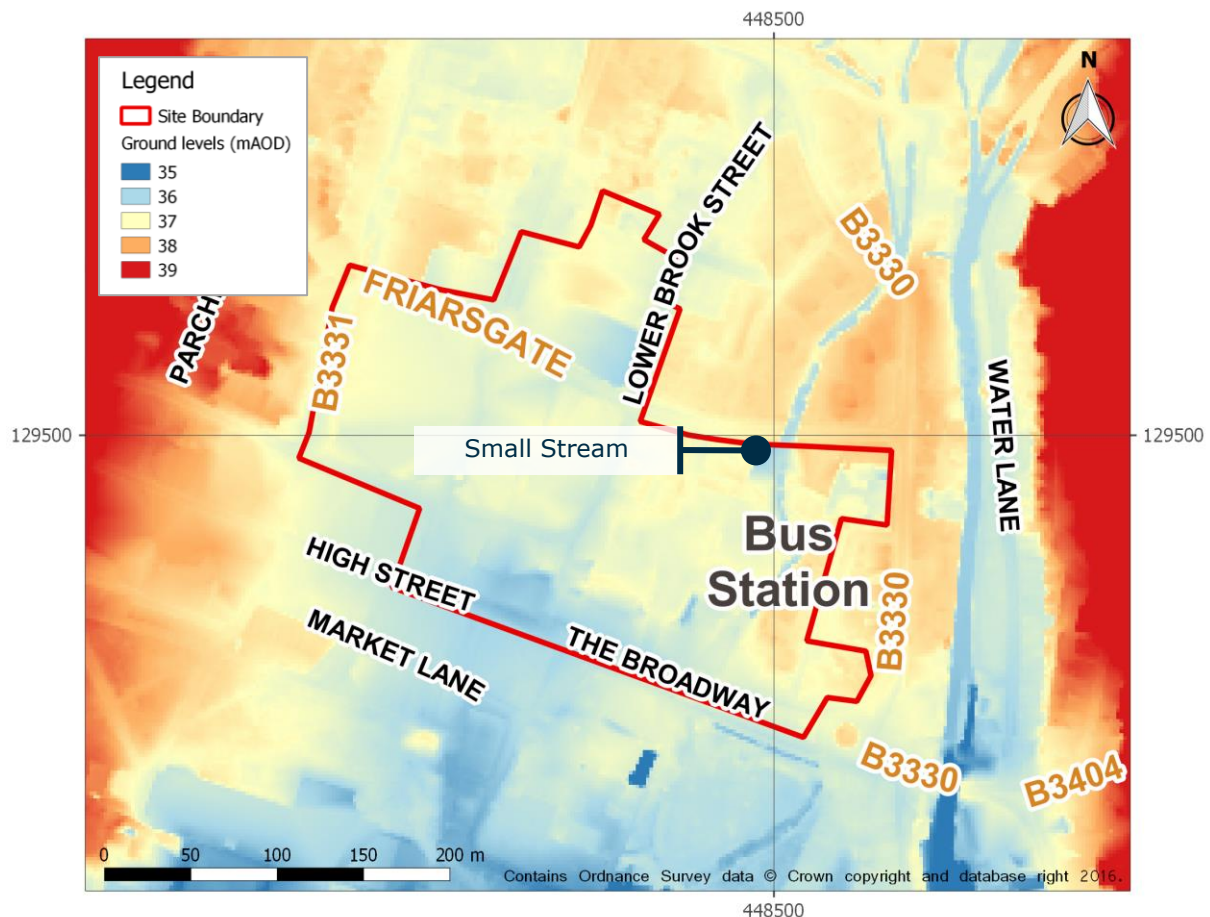 448500
Legend
Site Boundary
Ground levels (mAOD)
35
36
37
38
39
N
LOWER BROOK STREET
B3330
PARCH
B3331
FRIARSGATE
WATER LANE
129500
129500
Small Stream
Bus
Station
HIGH STREET
MARKET LANE
THE BROADWAY
B3330
B3330
B3404
0 50 100 150 200 m
Contains Ordnance Survey data © Crown copyright and database right 2016.
448500